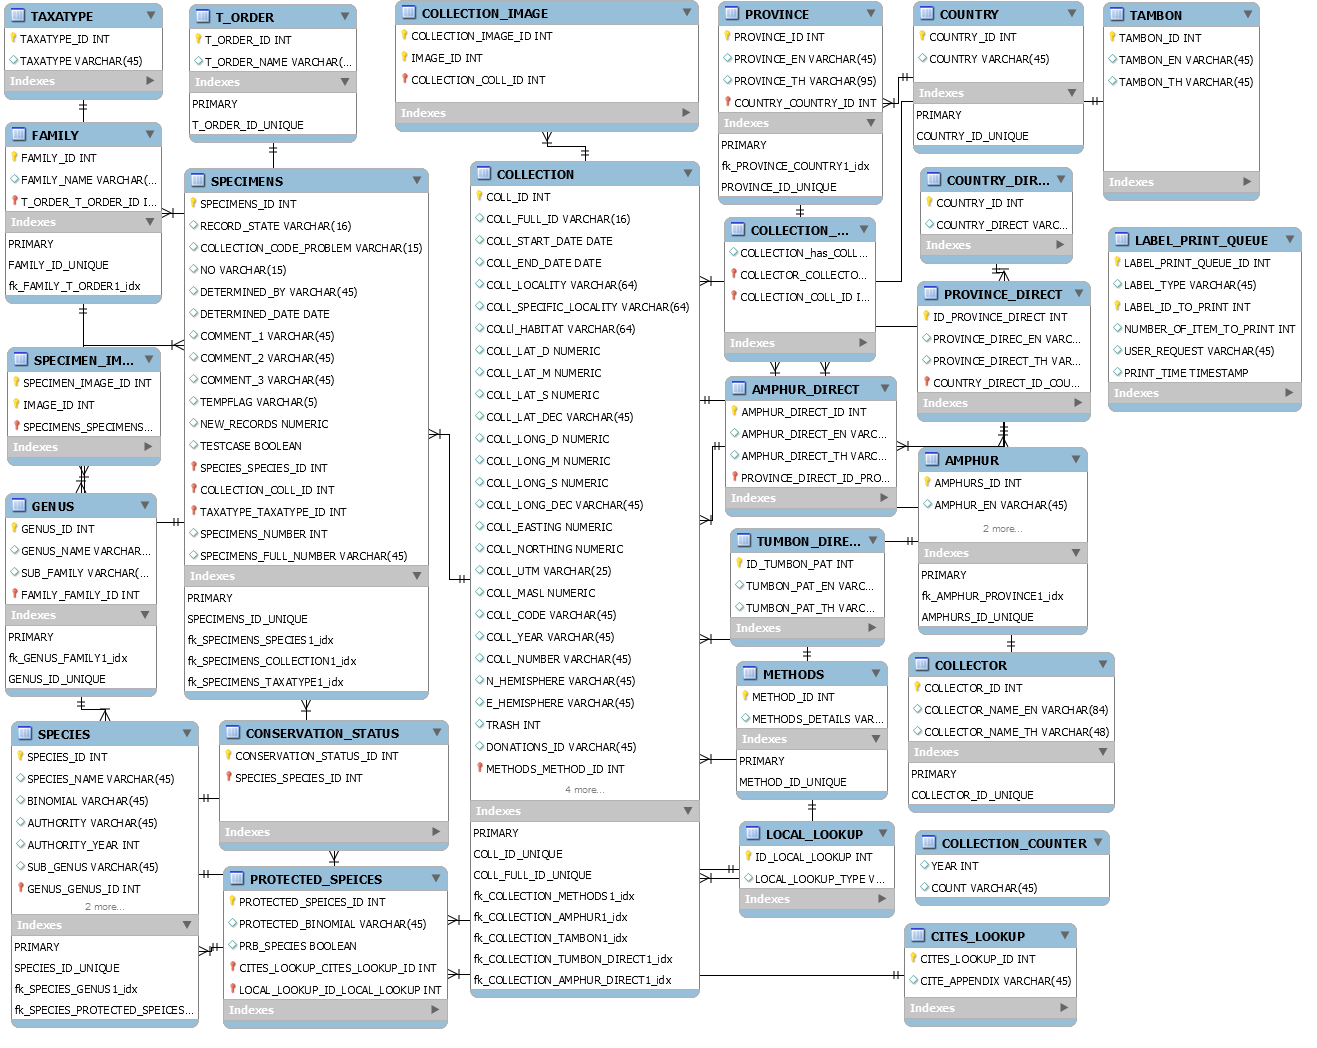 TAXATYPE
TAXATYPE_ID INT
TAXATYPE VARCHAR(45)
Indexes
T_ORDER
T_ORDER_ID INT
T_ORDER_NAME VARCHAR(...
Indexes
PRIMARY
T_ORDER_ID_UNIQUE
COLLECTION_IMAGE
COLLECTION_IMAGE_ID INT
IMAGE_ID INT
COLLECTION_COLL_ID INT
Indexes
PROVINCE
PROVINCE_ID INT
PROVINCE_EN VARCHAR(45)
PROVINCE_TH VARCHAR(95)
COUNTRY_COUNTRY_ID INT
Indexes
PRIMARY
fk_PROVINCE_COUNTRY1_idx
PROVINCE_ID_UNIQUE
COUNTRY
COUNTRY_ID INT
COUNTRY VARCHAR(45)
Indexes
PRIMARY
COUNTRY_ID_UNIQUE
TAMBON
TAMBON_ID INT
TAMBON_EN VARCHAR(45)
TAMBON_TH VARCHAR(45)
Indexes
FAMILY
FAMILY_ID INT
FAMILY_NAME VARCHAR(...
T_ORDER_T_ORDER_ID I...
Indexes
PRIMARY
FAMILY_ID_UNIQUE
fk_FAMILY_T_ORDER1_idx
SPECIMENS
SPECIMENS_ID INT
RECORD_STATE VARCHAR(16)
COLLECTION_CODE_PROBLEM VARCHAR(15)
NO VARCHAR(15)
DETERMINED_BY VARCHAR(45)
DETERMINED_DATE DATE
COMMENT_1 VARCHAR(45)
COMMENT_2 VARCHAR(45)
COMMENT_3 VARCHAR(45)
TEMPFLAG VARCHAR(5)
NEW_RECORDS NUMERIC
TESTCASE BOOLEAN
SPECIES_SPECIES_ID INT
COLLECTION_COLL_ID INT
TAXATYPE_TAXATYPE_ID INT
SPECIMENS_NUMBER INT
SPECIMENS_FULL_NUMBER VARCHAR(45)
Indexes
PRIMARY
SPECIMENS_ID_UNIQUE
fk_SPECIMENS_SPECIES1_idx
fk_SPECIMENS_COLLECTION1_idx
fk_SPECIMENS_TAXATYPE1_idx
COLLECTION
COLL_ID INT
COLL_FULL_ID VARCHAR(16)
COLL_START_DATE DATE
COLL_END_DATE DATE
COLL_LOCALITY VARCHAR(64)
COLL_SPECIFIC_LOCALITY VARCHAR(64)
COLLl_HABITAT VARCHAR(64)
COLL_LAT_D NUMERIC
COLL_LAT_M NUMERIC
COLL_LAT_S NUMERIC
COLL_LAT_DEC VARCHAR(45)
COLL_LONG_D NUMERIC
COLL_LONG_M NUMERIC
COLL_LONG_S NUMERIC
COLL_LONG_DEC VARCHAR(45)
COLL_EASTING NUMERIC
COLL_NORTHING NUMERIC
COLL_UTM VARCHAR(25)
COLL_MASL NUMERIC
COLL_CODE VARCHAR(45)
COLL_YEAR VARCHAR(45)
COLL_NUMBER VARCHAR(45)
N_HEMISPHERE VARCHAR(45)
E_HEMISPHERE VARCHAR(45)
TRASH INT
DONATIONS_ID VARCHAR(45)
METHODS_METHOD_ID INT
4 more...
Indexes
PRIMARY
COLL_ID_UNIQUE
COLL_FULL_ID_UNIQUE
fk_COLLECTION_METHODS1_idx
fk_COLLECTION_AMPHUR1_idx
fk_COLLECTION_TAMBON1_idx
fk_COLLECTION_TUMBON_DIRECT1_idx
fk_COLLECTION_AMPHUR_DIRECT1_idx
COLLECTION_...
COLLECTION_has_COLL...
COLLECTOR_COLLECTO...
COLLECTION_COLL_ID I...
Indexes
COUNTRY_DIR...
COUNTRY_ID INT
COUNTRY_DIRECT VARC...
Indexes
LABEL_PRINT_QUEUE
LABEL_PRINT_QUEUE_ID INT
LABEL_TYPE VARCHAR(45)
LABEL_ID_TO_PRINT INT
NUMBER_OF_ITEM_TO_PRINT INT
USER_REQUEST VARCHAR(45)
PRINT_TIME TIMESTAMP
Indexes
PROVINCE_DIRECT
ID_PROVINCE_DIRECT INT
PROVINCE_DIREC_EN VARC...
PROVINCE_DIRECT_TH VAR...
COUNTRY_DIRECT_ID_COU...
Indexes
SPECIMEN_IM...
SPECIMEN_IMAGE_ID INT
IMAGE_ID INT
SPECIMENS_SPECIMENS...
Indexes
AMPHUR_DIRECT
AMPHUR_DIRECT_ID INT
AMPHUR_DIRECT_EN VARC...
AMPHUR_DIRECT_TH VARC...
PROVINCE_DIRECT_ID_PRO...
Indexes
AMPHUR
AMPHURS_ID INT
AMPHUR_EN VARCHAR(45)
2 more...
Indexes
PRIMARY
fk_AMPHUR_PROVINCE1_idx
AMPHURS_ID_UNIQUE
GENUS
GENUS_ID INT
GENUS_NAME VARCHAR...
SUB_FAMILY VARCHAR(...
FAMILY_FAMILY_ID INT
Indexes
PRIMARY
fk_GENUS_FAMILY1_idx
GENUS_ID_UNIQUE
TUMBON_DIRE...
ID_TUMBON_PAT INT
TUMBON_PAT_EN VARC...
TUMBON_PAT_TH VARC...
Indexes
METHODS
METHOD_ID INT
METHODS_DETAILS VAR...
Indexes
PRIMARY
METHOD_ID_UNIQUE
COLLECTOR
COLLECTOR_ID INT
COLLECTOR_NAME_EN VARCHAR(84)
COLLECTOR_NAME_TH VARCHAR(48)
Indexes
PRIMARY
COLLECTOR_ID_UNIQUE
SPECIES
SPECIES_ID INT
SPECIES_NAME VARCHAR(45)
BINOMIAL VARCHAR(45)
AUTHORITY VARCHAR(45)
AUTHORITY_YEAR INT
SUB_GENUS VARCHAR(45)
GENUS_GENUS_ID INT
2 more...
Indexes
PRIMARY
SPECIES_ID_UNIQUE
fk_SPECIES_GENUS1_idx
fk_SPECIES_PROTECTED_SPEICES...
CONSERVATION_STATUS
CONSERVATION_STATUS_ID INT
SPECIES_SPECIES_ID INT
Indexes
PROTECTED_SPEICES
PROTECTED_SPEICES_ID INT
PROTECTED_BINOMIAL VARCHAR(45)
PRB_SPECIES BOOLEAN
CITES_LOOKUP_CITES_LOOKUP_ID INT
LOCAL_LOOKUP_ID_LOCAL_LOOKUP INT
Indexes
LOCAL_LOOKUP
ID_LOCAL_LOOKUP INT
LOCAL_LOOKUP_TYPE V...
Indexes
COLLECTION_COUNTER
YEAR INT
COUNT VARCHAR(45)
CITES_LOOKUP
CITES_LOOKUP_ID INT
CITE_APPENDIX VARCHAR(45)
Indexes